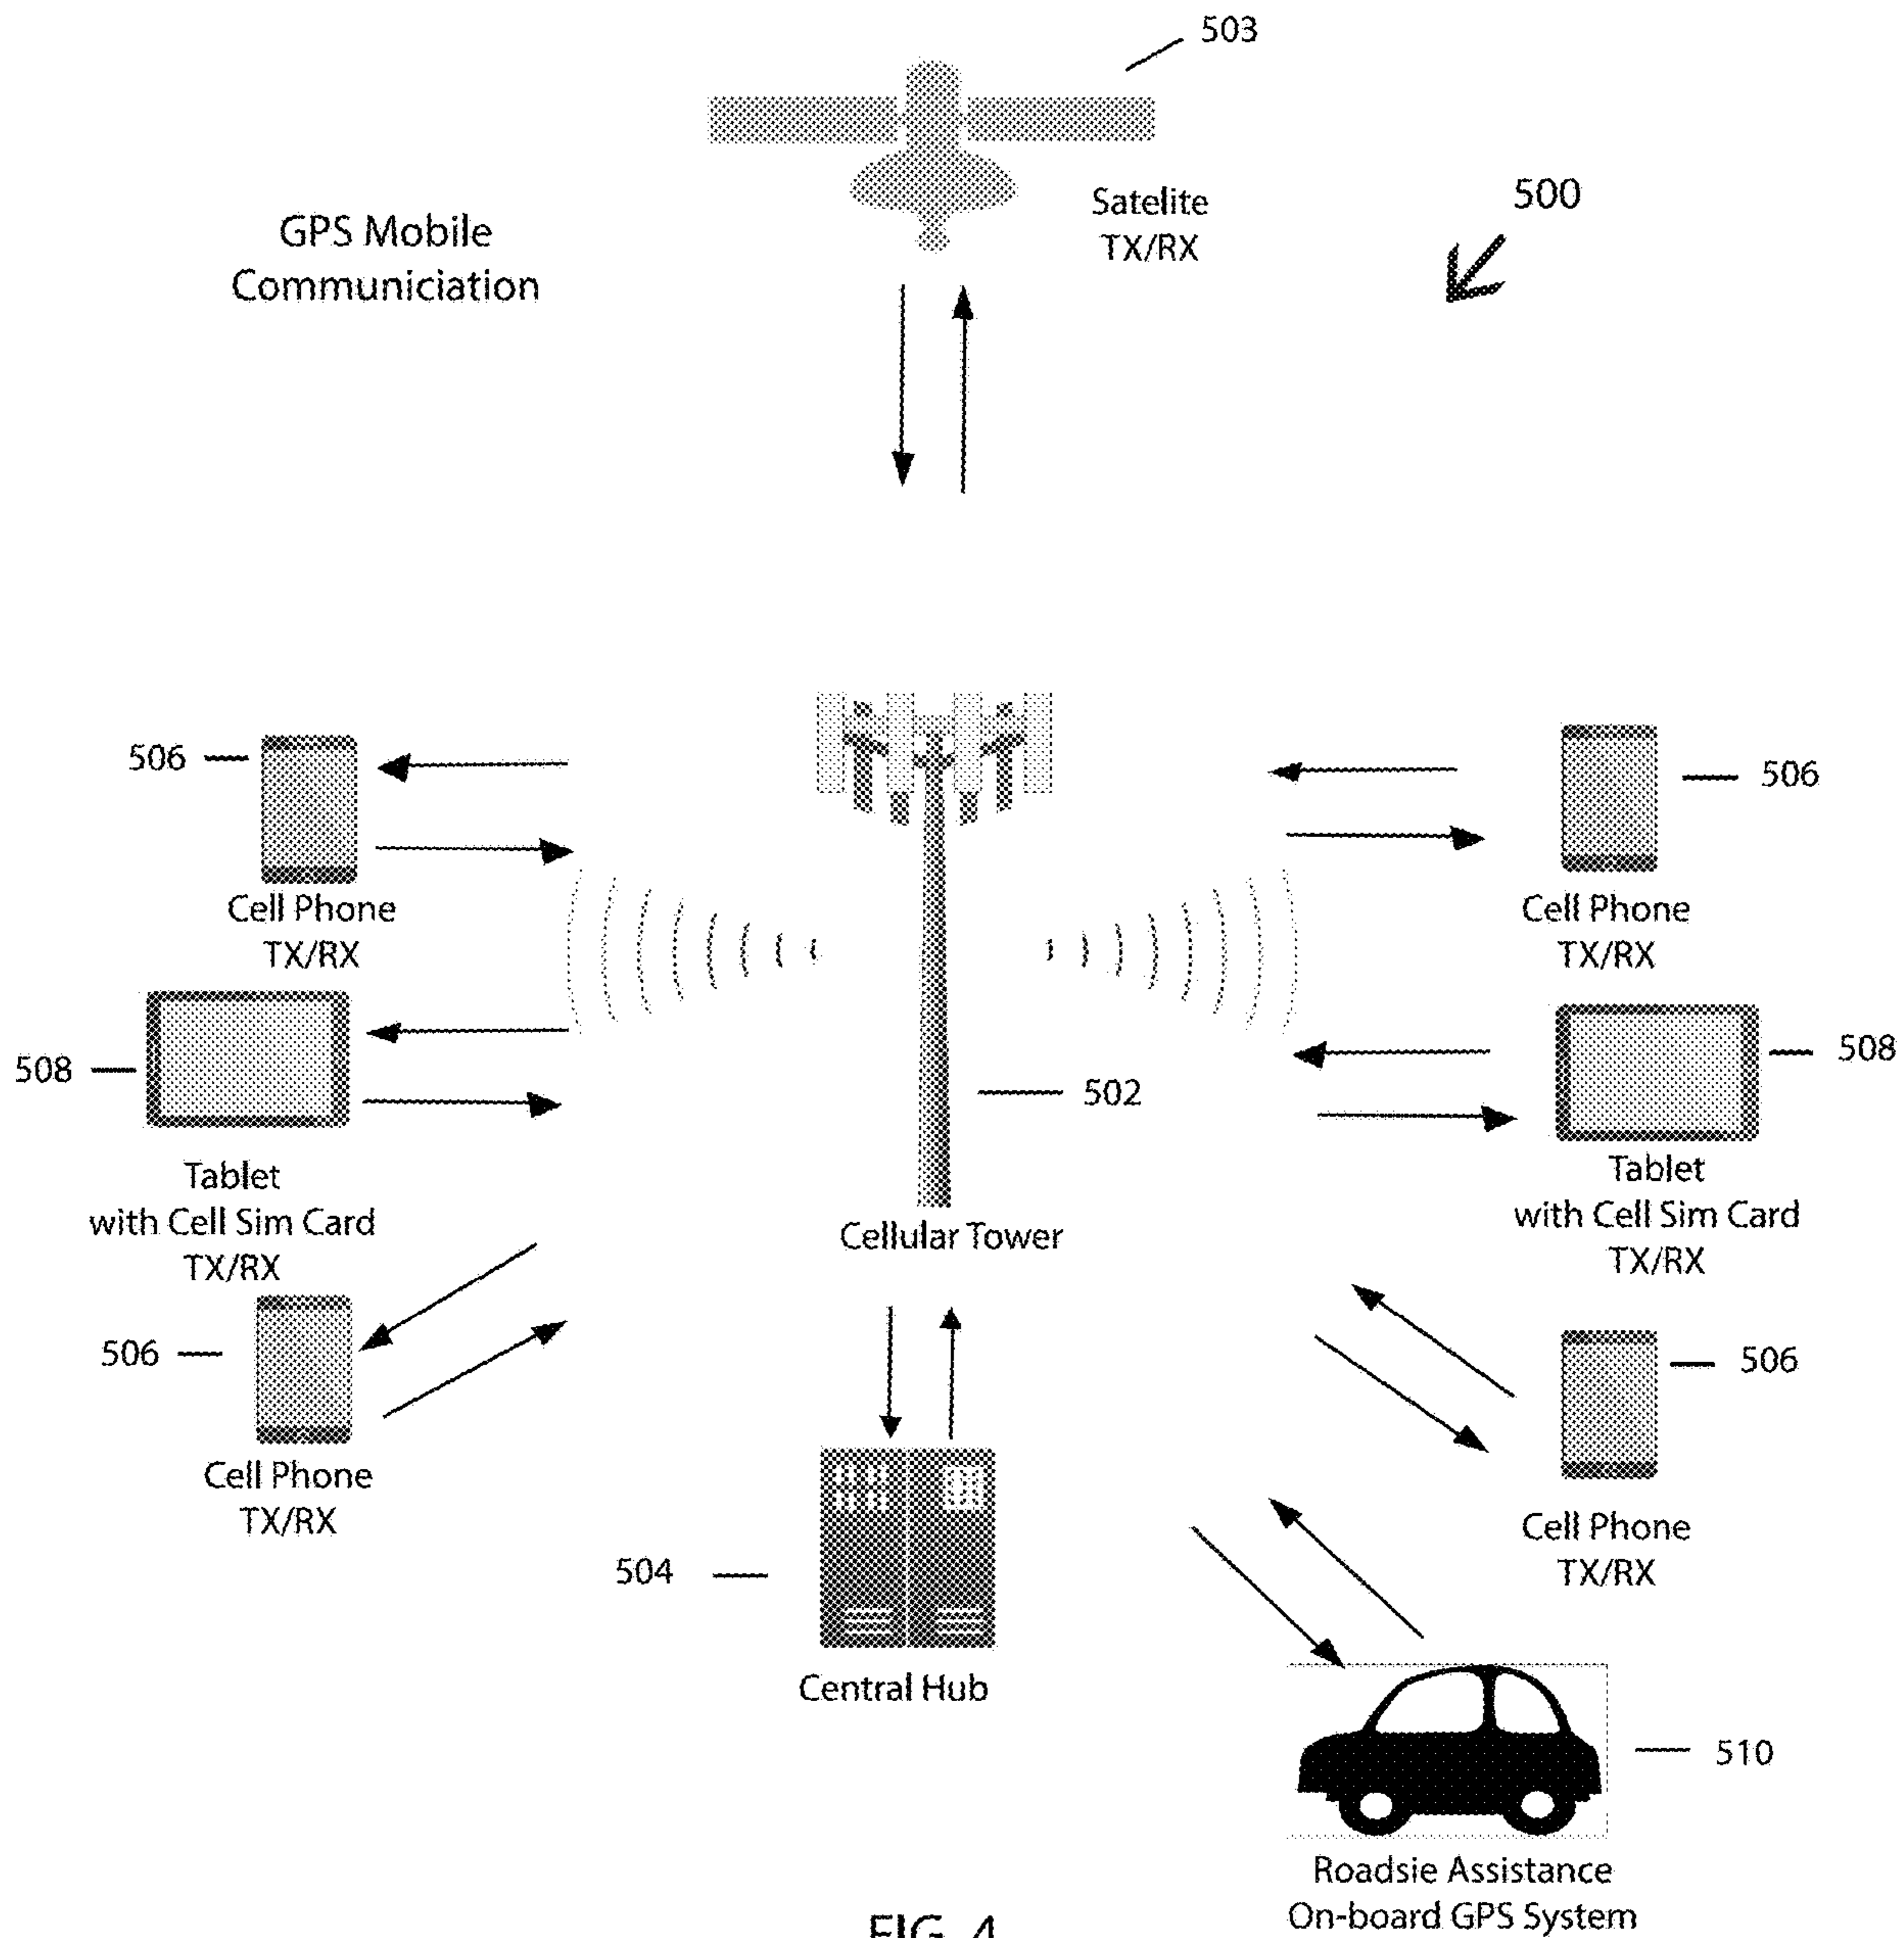 503
Satelite
TX/RX
500
GPS Mobile
Communiciation
506
506
Cell Phone
TX/RX
Cell Phone
TX/RX
508
508
502
Tablet
with Cell Sim Card
TX/RX
Tablet
with Cell Sim Card
TX/RX
Cellular Tower
506
506
Cell Phone
TX/RX
Cell Phone
TX/RX
504
Central Hub
510
Roadsie Assistance
On-board GPS System
FIG. 4